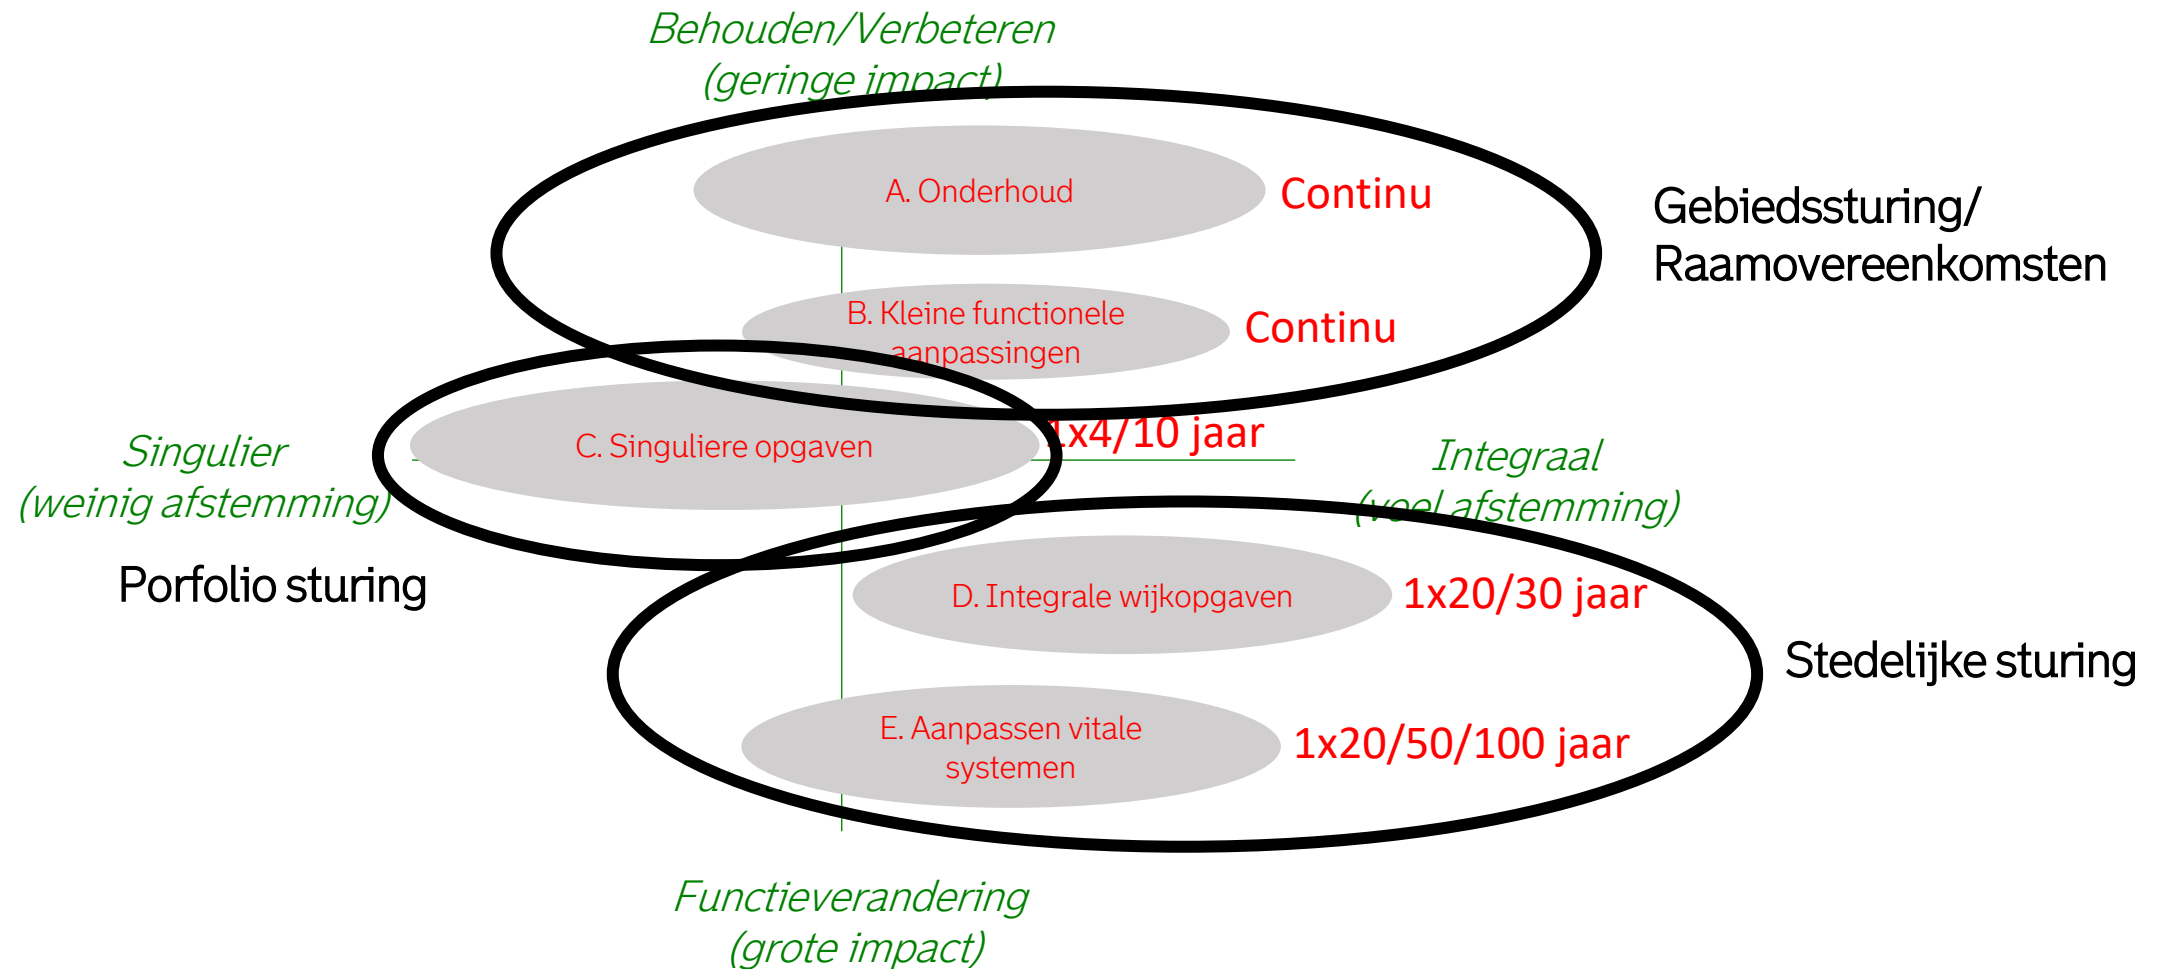 Behouden/Verbeteren
(geringe impact)
A. Onderhoud
Continu
Gebiedssturing/
Raamovereenkomsten
B. Kleine functionele
aanpassingen
Continu
C. Singuliere opgaven
1x4/10 jaar
Singulier
(weinig afstemming)
Integraal
(veel afstemming)
Porfolio sturing
D. Integrale wijkopgaven
1x20/30 jaar
Stedelijke sturing
E. Aanpassen vitale
systemen
1x20/50/100 jaar
Functieverandering
(grote impact)